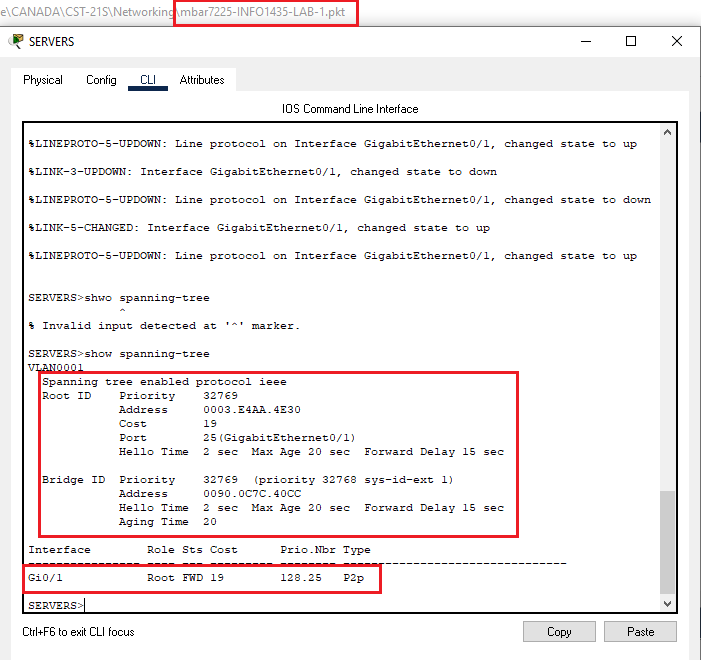 e\CANADA\CST-21S\Networking\mbar7225-INFO1435-LAB-1.pkt
SERVERS
Physical Config CLI Attributes
IOS Command Line Interface
%LINEPROTO-5-UPDOWN: Line protocol on Interface GigabitEthernet0/1, changed state to up
%LINK-3-UPDOWN: Interface GigabitEthernet0/1, changed state to down
%LINEPROTO-5-UPDOWN: Line protocol on Interface GigabitEthernet0/1, changed state to down
%LINK-5-CHANGED: Interface GigabitEthernet0/1, changed state to up
%LINEPROTO-5-UPDOWN: Line protocol on Interface GigabitEthernet0/1, changed state to up
SERVERS>shwo spanning-tree
^
% Invalid input detected at '^' marker.
SERVERS>show spanning-tree
VLAN0001
Spanning tree enabled protocol ieee
Root ID Priority 32769
Address 0003.E4AA.4E30
Cost 19
Port 25(GigabitEthernet0/1)
Hello Time 2 sec Max Age 20 sec Forward Delay 15 sec
Bridge ID Priority 32769 (priority 32768 sys-id-ext 1)
Address 0090.0C7C.40CC
Hello Time 2 sec Max Age 20 sec Forward Delay 15 sec
Aging Time 20
Interface Role Sts Cost Prio.Nbr Type
---------------- ---- --- --------- -------- --------------------------------
Gi0/1 Root FWD 19 128.25 P2p
SERVERS>
Ctrl+F6 to exit CLI focus
Copy Paste